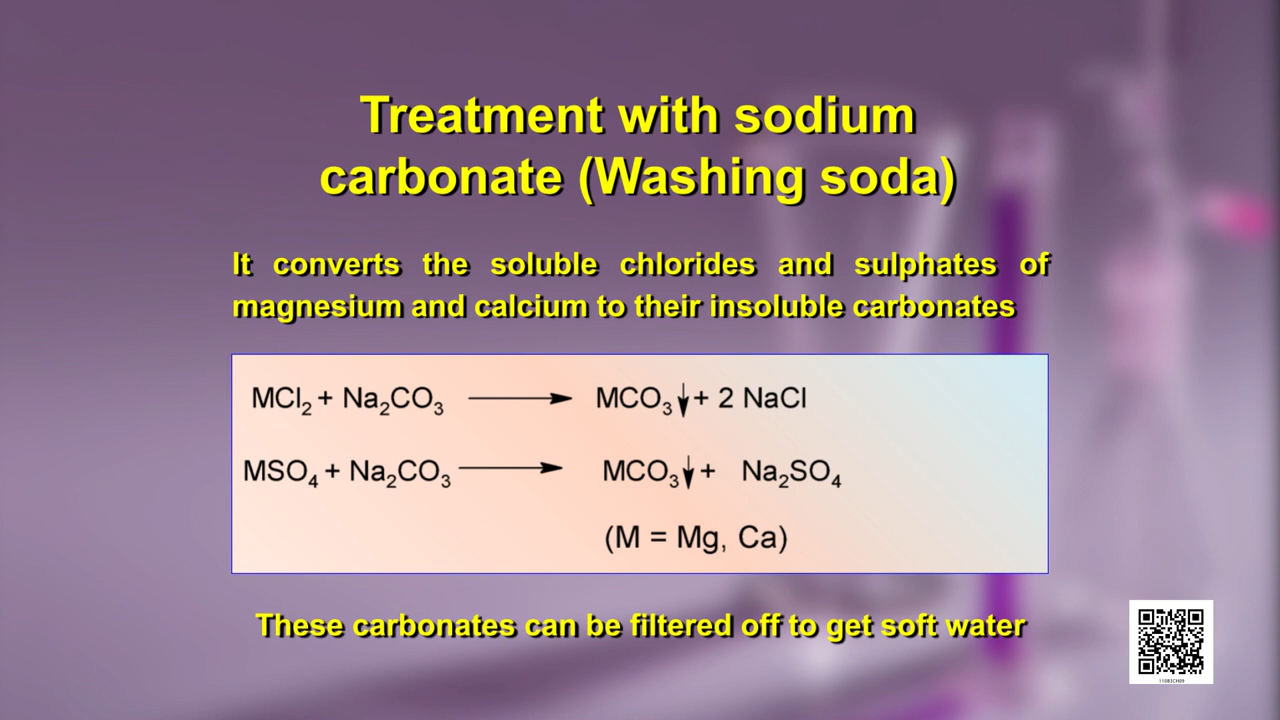 Treatment with sodium
carbonate (Washing soda)
It converts the soluble chlorides and sulphates of
magnesium and calcium to their insoluble carbonates
MCl₂ + Na₂CO₃ ⟶ MCO₃↓ + 2 NaCl
MSO₄ + Na₂CO₃ ⟶ MCO₃↓ + Na₂SO₄
(M = Mg, Ca)
These carbonates can be filtered off to get soft water
11083CH09